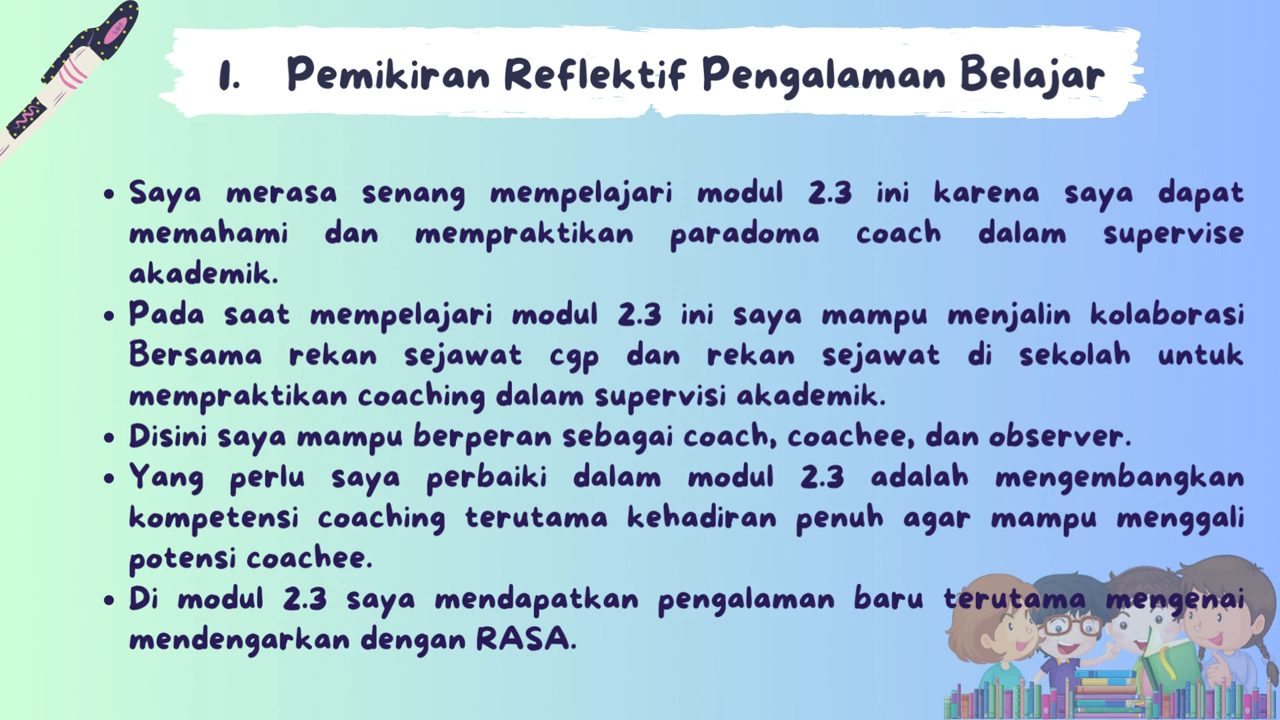 1. Pemikiran Reflektif Pengalaman Belajar
• Saya merasa senang mempelajari modul 2.3 ini karena saya dapat
memahami dan mempraktikan paradoma coach dalam supervise
akademik.
• Pada saat mempelajari modul 2.3 ini saya mampu menjalin kolaborasi
Bersama rekan sejawat cgp dan rekan sejawat di sekolah untuk
mempraktikan coaching dalam supervisi akademik.
• Disini saya mampu berperan sebagai coach, coachee, dan observer.
• Yang perlu saya perbaiki dalam modul 2.3 adalah mengembangkan
kompetensi coaching terutama kehadiran penuh agar mampu menggali
potensi coachee.
• Di modul 2.3 saya mendapatkan pengalaman baru terutama mengenai
mendengarkan dengan RASA.